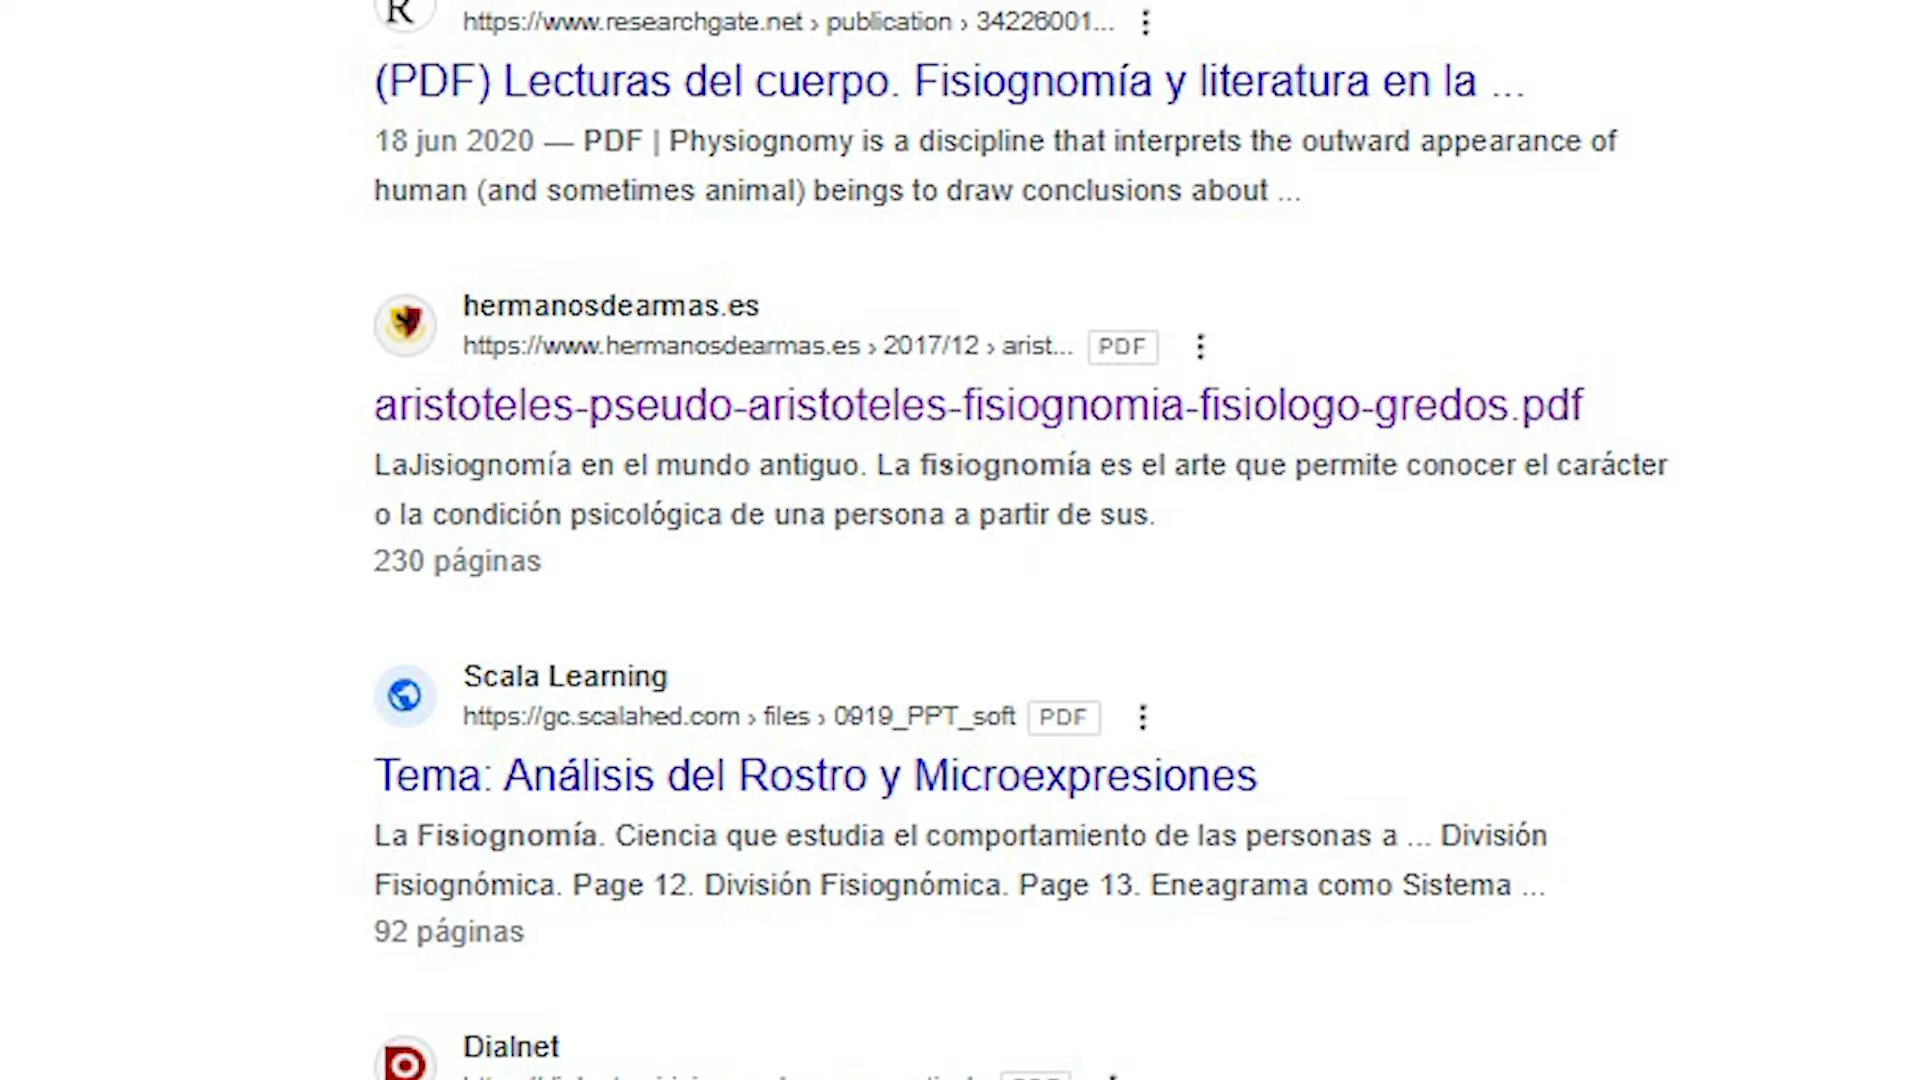 R
https://www.researchgate.net › publication › 34226001...
(PDF) Lecturas del cuerpo. Fisiognomía y literatura en la ...
18 jun 2020 — PDF | Physiognomy is a discipline that interprets the outward appearance of
human (and sometimes animal) beings to draw conclusions about ...
hermanosdearmas.es
https://www.hermanosdearmas.es › 2017/12 › arist... PDF
aristoteles-pseudo-aristoteles-fisiognomia-fisiologo-gredos.pdf
LaJisiognomía en el mundo antiguo. La fisiognomía es el arte que permite conocer el carácter
o la condición psicológica de una persona a partir de sus.
230 páginas
Scala Learning
https://gc.scalahed.com › files › 0919_PPT_soft PDF
Tema: Análisis del Rostro y Microexpresiones
La Fisiognomía. Ciencia que estudia el comportamiento de las personas a ... División
Fisiognómica. Page 12. División Fisiognómica. Page 13. Eneagrama como Sistema ...
92 páginas
Dialnet